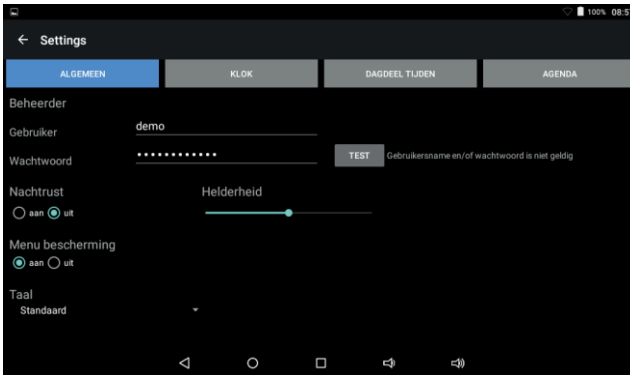 100% 08:5
Settings
ALGEMEEN KLOK DAGDEEL TIJDEN AGENDA
Beheerder
Gebruiker demo
Wachtwoord ············ TEST Gebruikersname en/of wachtwoord is niet geldig
Nachtrust Helderheid
aan uit
Menu bescherming
aan uit
Taal
Standaard